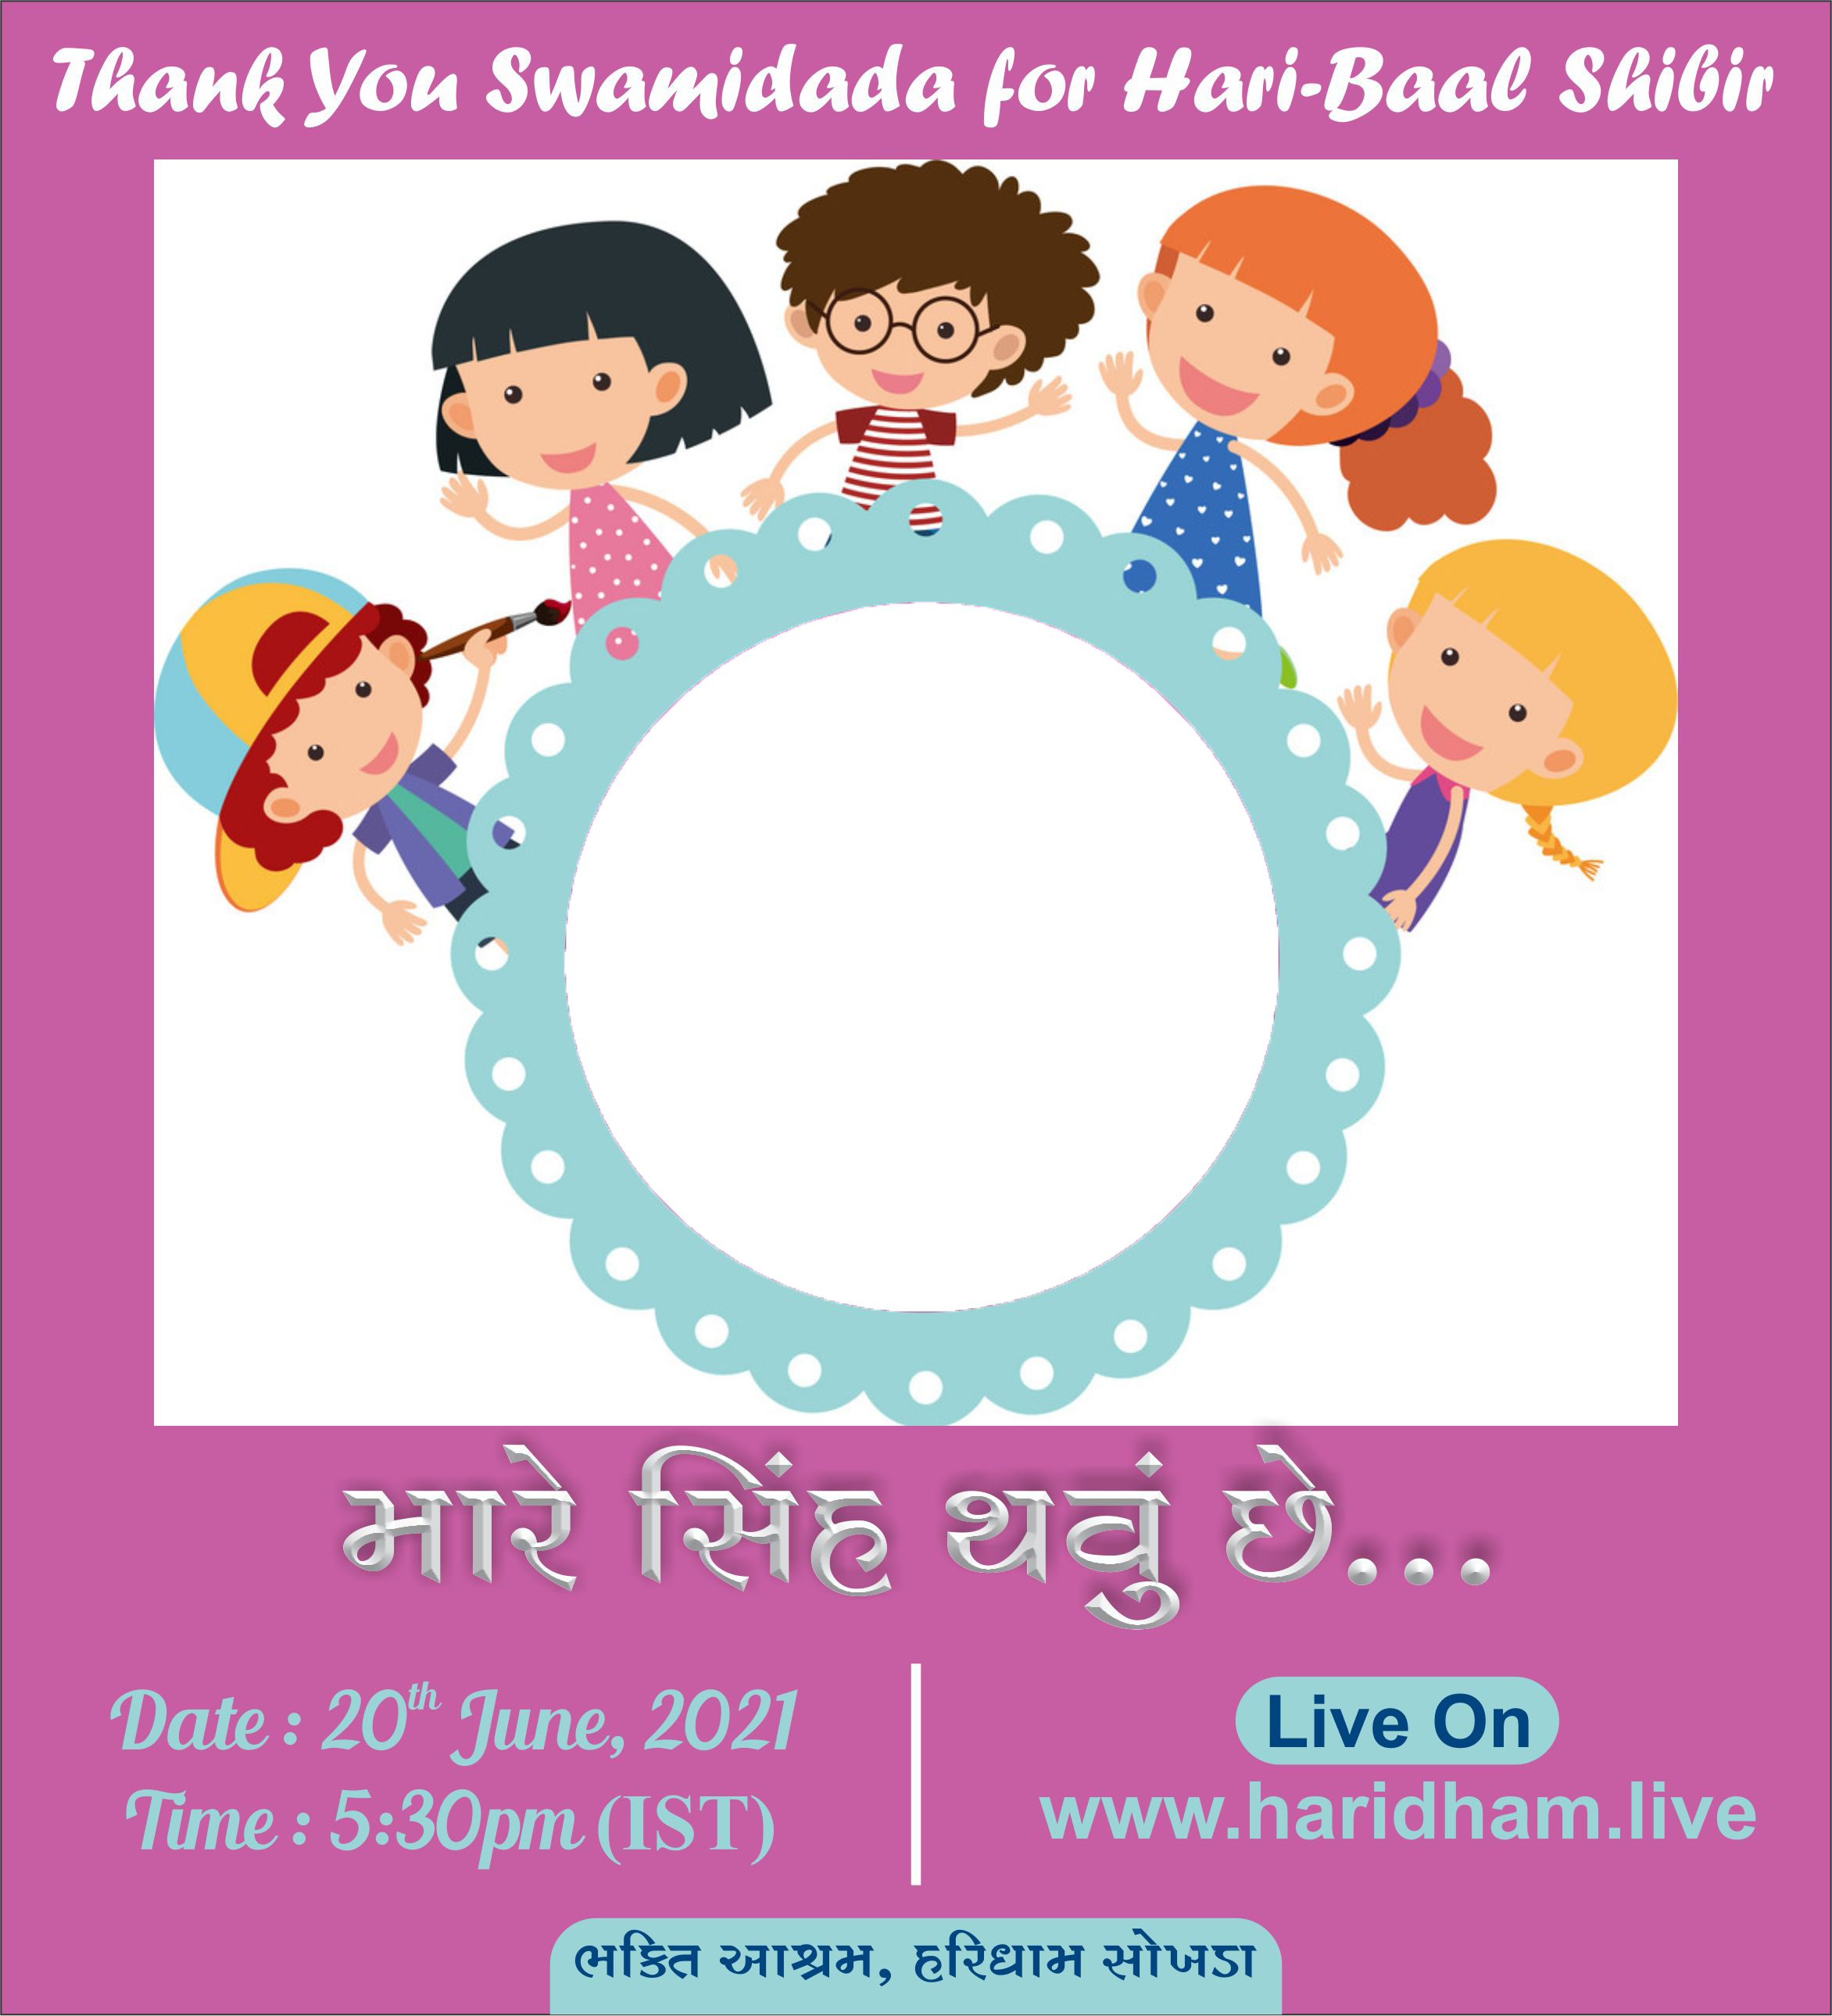 Thank You Swamidada for Hari-Baal Shibir
મારે સિંહ થવું છે...
Date : 20th June, 2021
Time : 5:30pm (IST)
Live On
www.haridham.live
ભક્તિ આશ્રમ, હરિધામ સોખડા